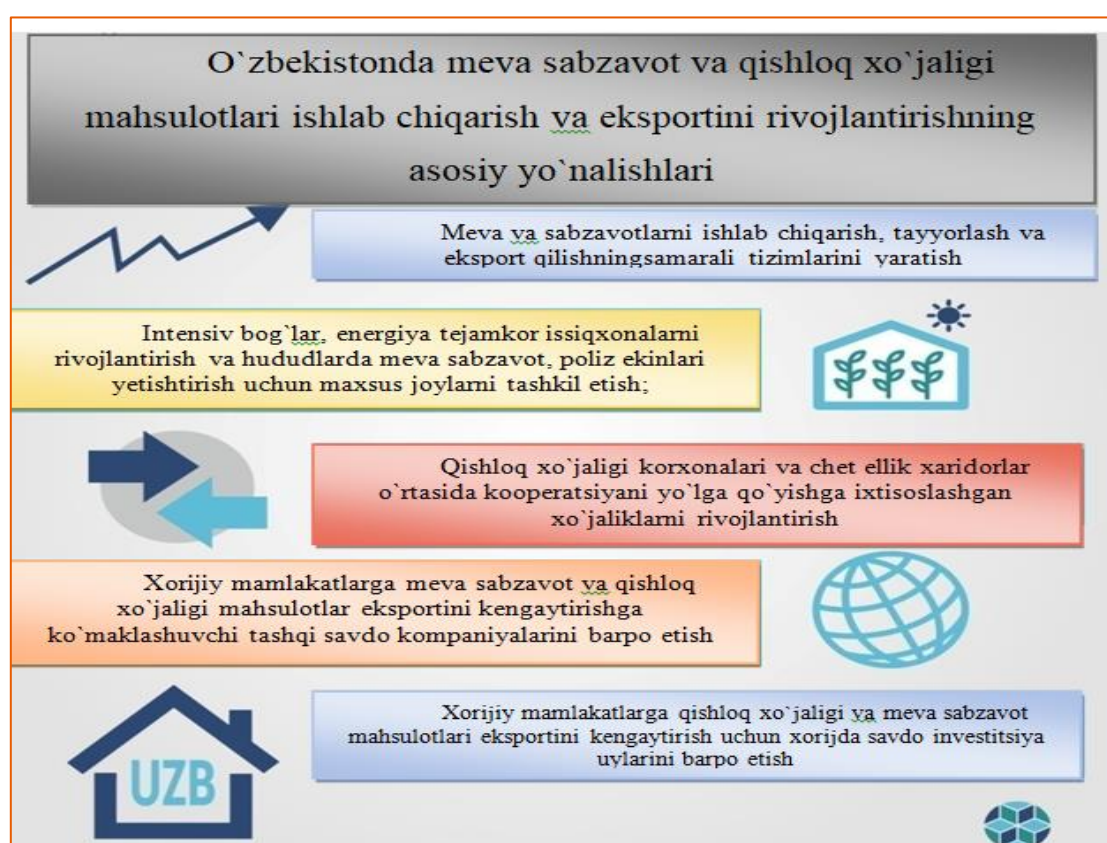 O`zbekistonda meva sabzavot va qishloq xo`jaligi
mahsulotlari ishlab chiqarish va eksportini rivojlantirishning
asosiy yo`nalishlari
Meva va sabzavotlarni ishlab chiqarish, tayyorlash va
eksport qilishningsamarali tizimlarini yaratish
Intensiv bog`lar, energiya tejamkor issiqxonalarni
rivojlantirish va hududlarda meva sabzavot, poliz ekinlari
yetishtirish uchun maxsus joylarni tashkil etish;
Qishloq xo`jaligi korxonalari va chet ellik xaridorlar
o`rtasida kooperatsiyani yo`lga qo`yishga ixtisoslashgan
xo`jaliklarni rivojlantirish
Xorijiy mamlakatlarga meva sabzavot va qishloq
xo`jaligi mahsulotlar eksportini kengaytirishga
ko`maklashuvchi tashqi savdo kompaniyalarini barpo etish
Xorijiy mamlakatlarga qishloq xo`jaligi va meva sabzavot
mahsulotlari eksportini kengaytirish uchun xorijda savdo investitsiya
uylarini barpo etish
UZB